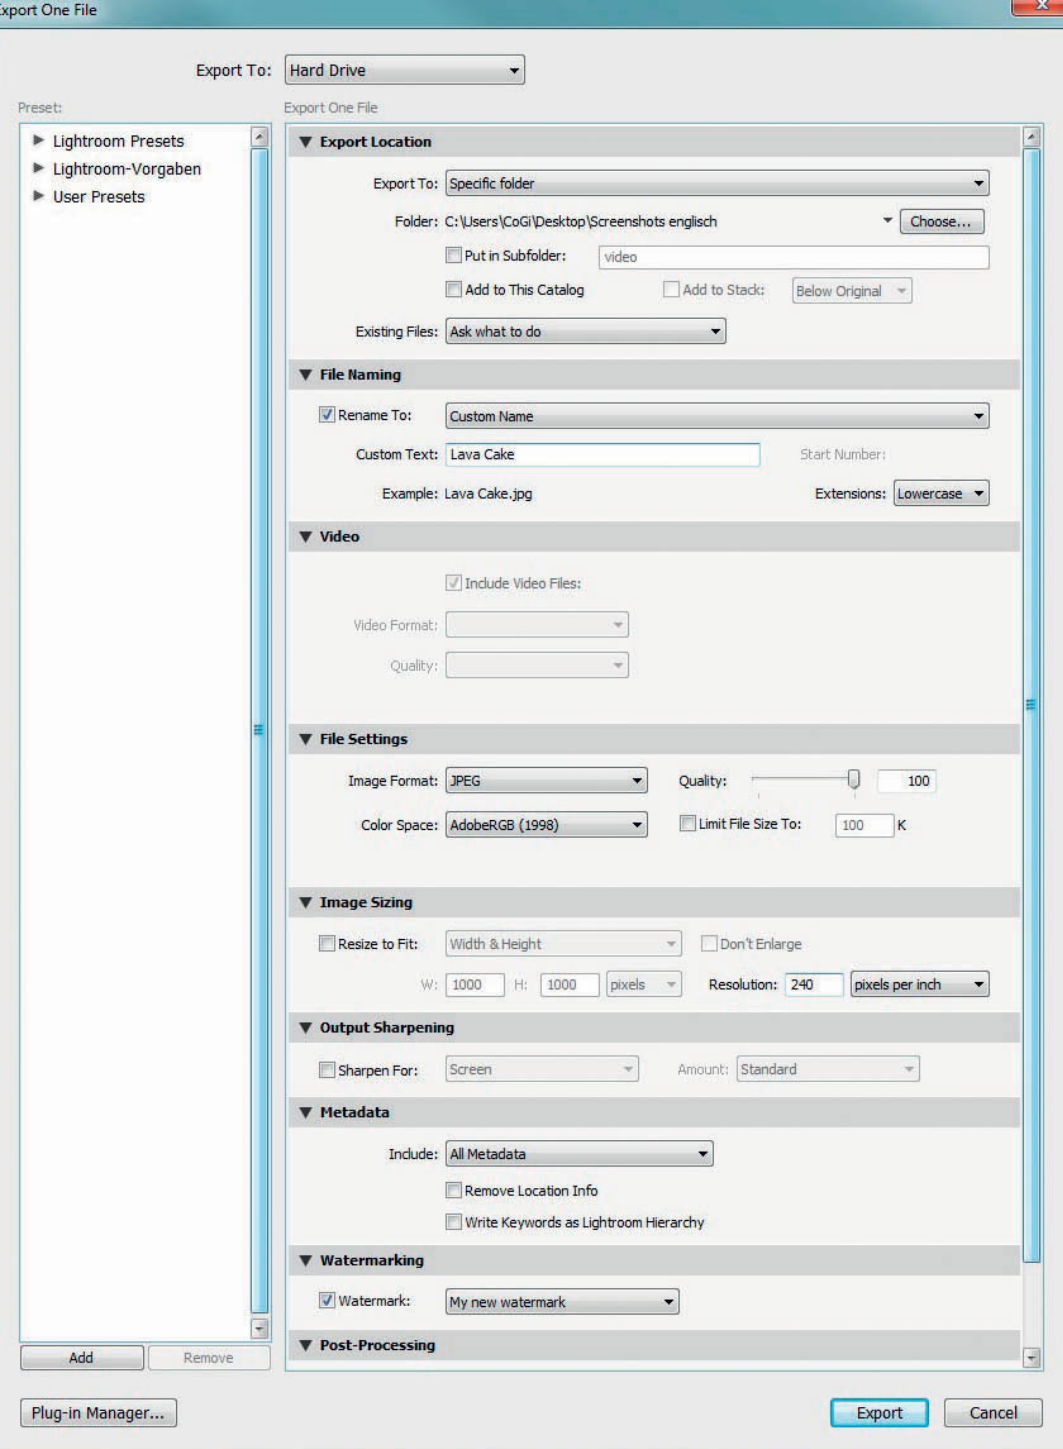 Export One File
X
Export To: Hard Drive
Preset:
Export One File
Lightroom Presets
Lightroom-Vorgaben
User Presets
Add Remove
Export Location
Export To: Specific folder
Folder: C:\Users\CoGi\Desktop\Screenshots englisch Choose...
Put in Subfolder: video
Add to This Catalog Add to Stack: Below Original
Existing Files: Ask what to do
File Naming
Rename To: Custom Name
Custom Text: Lava Cake Start Number:
Example: Lava Cake.jpg Extensions: Lowercase
Video
Include Video Files:
Video Format:
Quality:
File Settings
Image Format: JPEG Quality: 100
Color Space: AdobeRGB (1998) Limit File Size To: 100 K
Image Sizing
Resize to Fit: Width & Height Don't Enlarge
W: 1000 H: 1000 pixels Resolution: 240 pixels per inch
Output Sharpening
Sharpen For: Screen Amount: Standard
Metadata
Include: All Metadata
Remove Location Info
Write Keywords as Lightroom Hierarchy
Watermarking
Watermark: My new watermark
Post-Processing
Plug-in Manager... Export Cancel